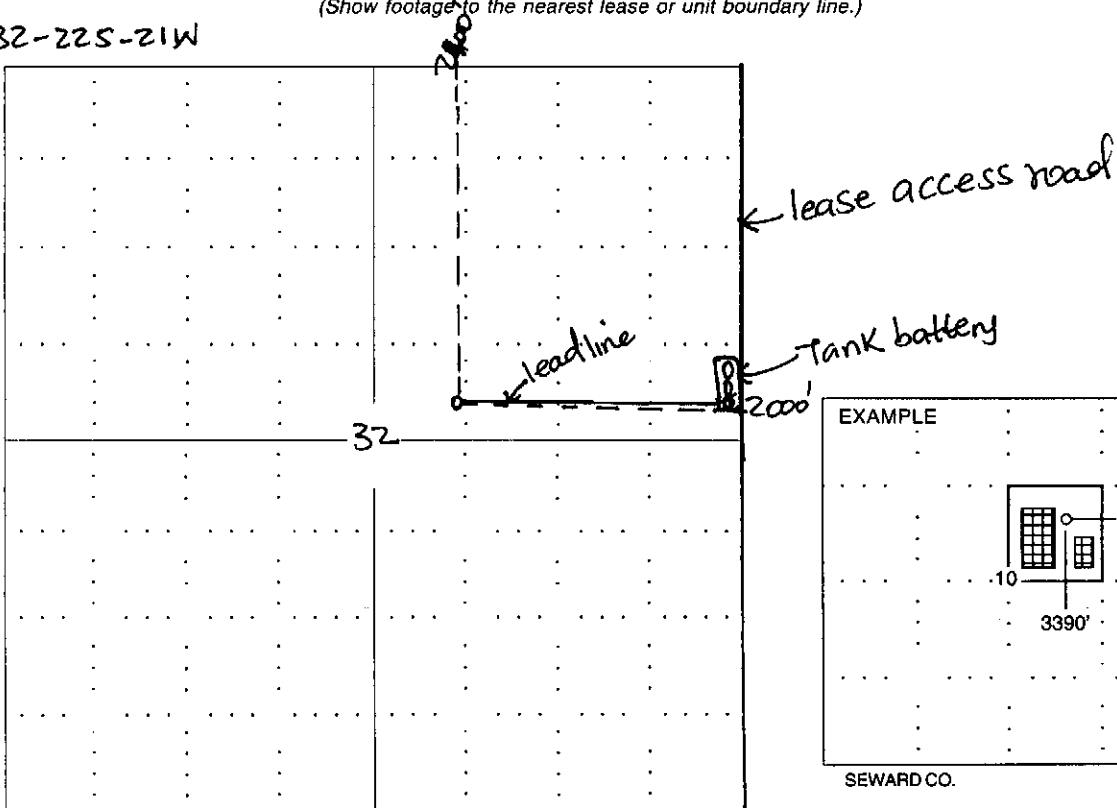 (Show footage to the nearest lease or unit boundary line.)
32-22S-21W
2400'
lease access road
Tank battery
leadline
2000'
32
EXAMPLE
10
3390'
SEWARD CO.